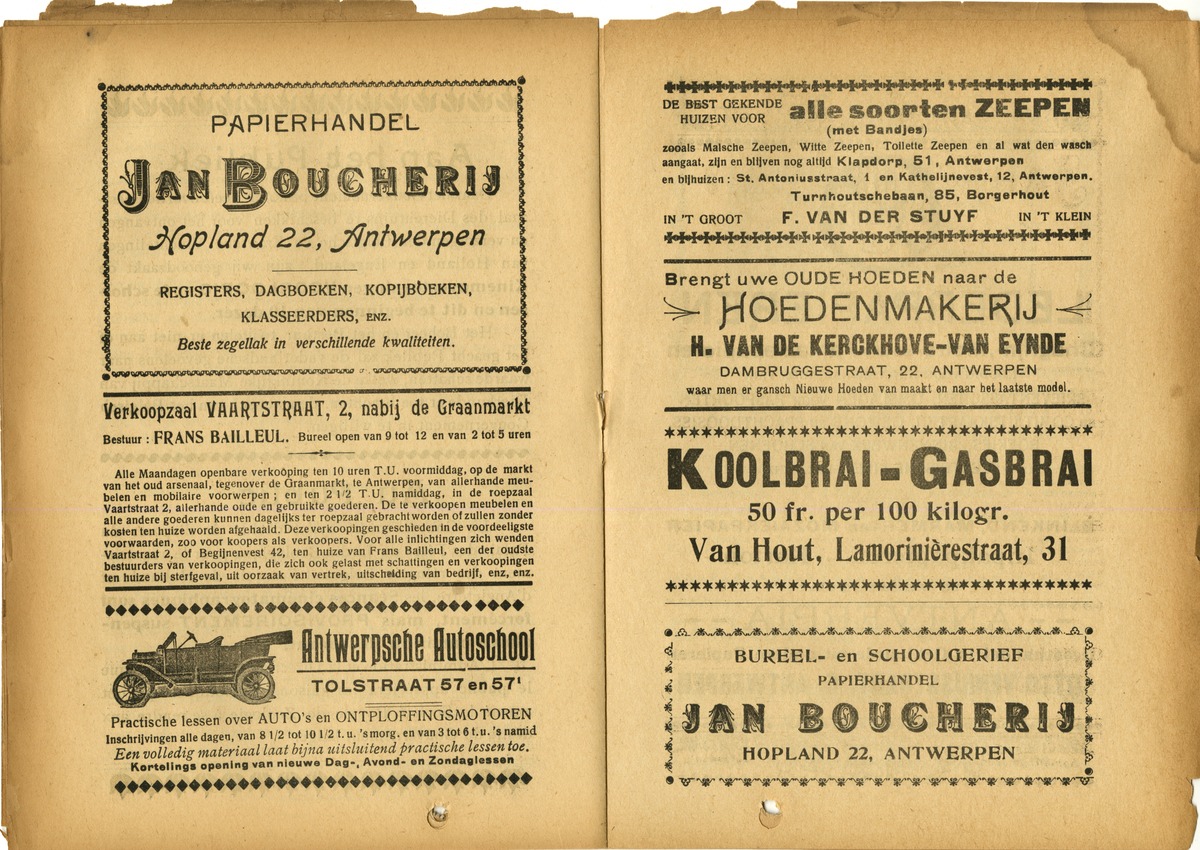 PAPIERHANDEL
JAN BOUCHERIJ
Hopland 22, Antwerpen
REGISTERS, DAGBOEKEN, KOPIJBOEKEN,
KLASSEERDERS, ENZ.
Beste zegellak in verschillende kwaliteiten.
Verkoopzaal VAARTSTRAAT, 2, nabij de Graanmarkt
Bestuur : FRANS BAILLEUL. Bureel open van 9 tot 12 en van 2 tot 5 uren
Alle Maandagen openbare verkooping ten 10 uren T.U. voormiddag, op de markt
van het oud arsenaal, tegenover de Graanmarkt, te Antwerpen, van allerhande meu-
belen en mobilaire voorwerpen ; en ten 2 1/2 T.U. namiddag, in de roepzaal
Vaartstraat 2, allerhande oude en gebruikte goederen. De te verkoopen meubelen en
alle andere goederen kunnen dagelijks ter roepzaal gebracht worden of zullen zonder
kosten ten huize worden afgehaald. Deze verkoopingen geschieden in de voordeeligste
voorwaarden, zoo voor koopers als verkoopers. Voor alle inlichtingen zich wenden
Vaartstraat 2, of Begijnenvest 42, ten huize van Frans Bailleul, een der oudste
bestuurders van verkoopingen, die zich ook gelast met schattingen en verkoopingen
ten huize bij sterfgeval, uit oorzaak van vertrek, uitscheiding van bedrijf, enz, enz.
Antwerpsche Autoschool
TOLSTRAAT 57 en 57¹
Practische lessen over AUTO's en ONTPLOFFINGSMOTOREN
Inschrijvingen alle dagen, van 8 1/2 tot 10 1/2 t. u. 's morg. en van 3 tot 6 t. u. 's namid
Een volledig materiaal laat bijna uitsluitend practische lessen toe.
Kortelings opening van nieuwe Dag-, Avond- en Zondaglessen
DE BEST GEKENDE
HUIZEN VOOR alle soorten ZEEPEN
(met Bandjes)
zooals Malsche Zeepen, Witte Zeepen, Toilette Zeepen en al wat den wasch
aangaat, zijn en blijven nog altijd Klapdorp, 51, Antwerpen
en bijhuizen : St. Antoniusstraat, 1 en Kathelijnevest, 12, Antwerpen.
Turnhoutschebaan, 85, Borgerhout
IN 'T GROOT F. VAN DER STUYF IN 'T KLEIN
Brengt uwe OUDE HOEDEN naar de
HOEDENMAKERIJ
H. VAN DE KERCKHOVE-VAN EYNDE
DAMBRUGGESTRAAT, 22, ANTWERPEN
waar men er gansch Nieuwe Hoeden van maakt en naar het laatste model.
KOOLBRAI - GASBRAI
50 fr. per 100 kilogr.
Van Hout, Lamorinièrestraat, 31
BUREEL- en SCHOOLGERIEF
PAPIERHANDEL
JAN BOUCHERIJ
HOPLAND 22, ANTWERPEN